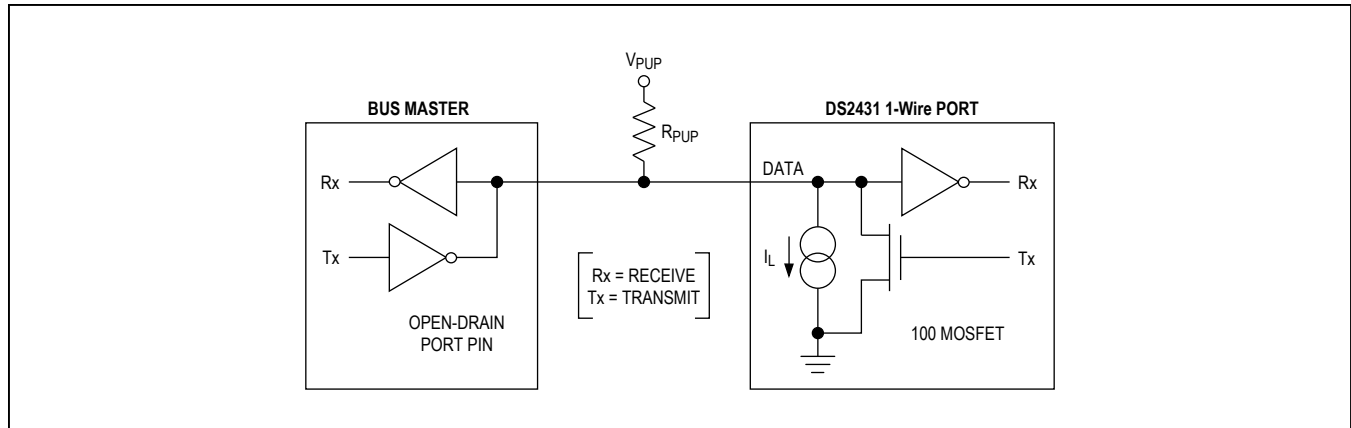 VPUP
BUS MASTER
DS2431 1-Wire PORT
RPUP
Rx
DATA
Rx
Tx
IL
Tx
Rx = RECEIVE
Tx = TRANSMIT
OPEN-DRAIN
PORT PIN
100 MOSFET